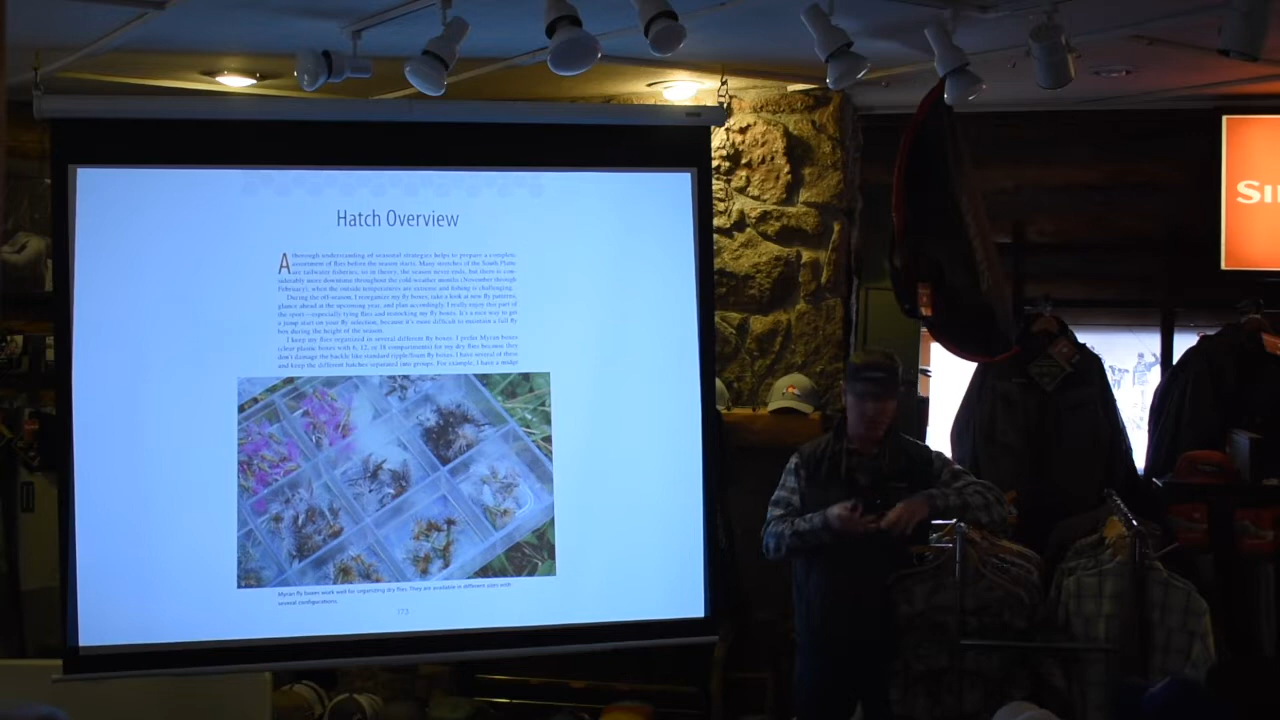 Hatch Overview
A thorough understanding of seasonal strategies helps to prepare a complete
assortment of flies before the season starts. Many stretches of the South Platte
are tailwater fisheries, so in theory, the season never ends, but there is con-
siderably more downtime throughout the cold-weather months (November through
February), when the outside temperatures are extreme and fishing is challenging.
During the off-season, I reorganize my fly boxes, take a look at new fly patterns,
glance ahead at the upcoming year, and plan accordingly. I really enjoy this part of
the sport—especially tying flies and restocking my fly boxes. It's a nice way to get
a jump start on your fly selection, because it's more difficult to maintain a full fly
box during the height of the season.
I keep my flies organized in several different fly boxes. I prefer Myran boxes
(clear plastic boxes with 6, 12, or 18 compartments) for my dry flies because they
don't damage the hackle like standard ripple/foam fly boxes. I have several of them
and keep the different hatches separated into groups. For example, I have a midge
Myran fly boxes work well for organizing dry flies. They are available in different sizes with
several configurations.
173